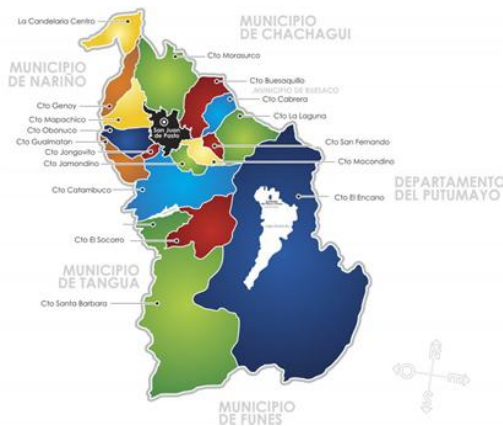 La Candelaria Centro
MUNICIPIO
DE CHACHAGUI
Cto Morasurco
MUNICIPIO
DE NARIÑO
Cto Buesaquillo
MUNICIPIO DE BUESACO
Cto Genoy
Cto Cabrera
Cto Mapachico
Cto La Laguna
Cto Obonuco
San Juan
de Pasto
Cto Gualmatan
Cto San Fernando
Cto Jongovito
Cto Jamondino
Cto Mocondino
DEPARTAMENTO
DEL PUTUMAYO
Cto Catambuco
Cto El Encano
Cto El Socorro
MUNICIPIO
DE TANGUA
Cto Santa Barbara
MUNICIPIO
DE FUNES